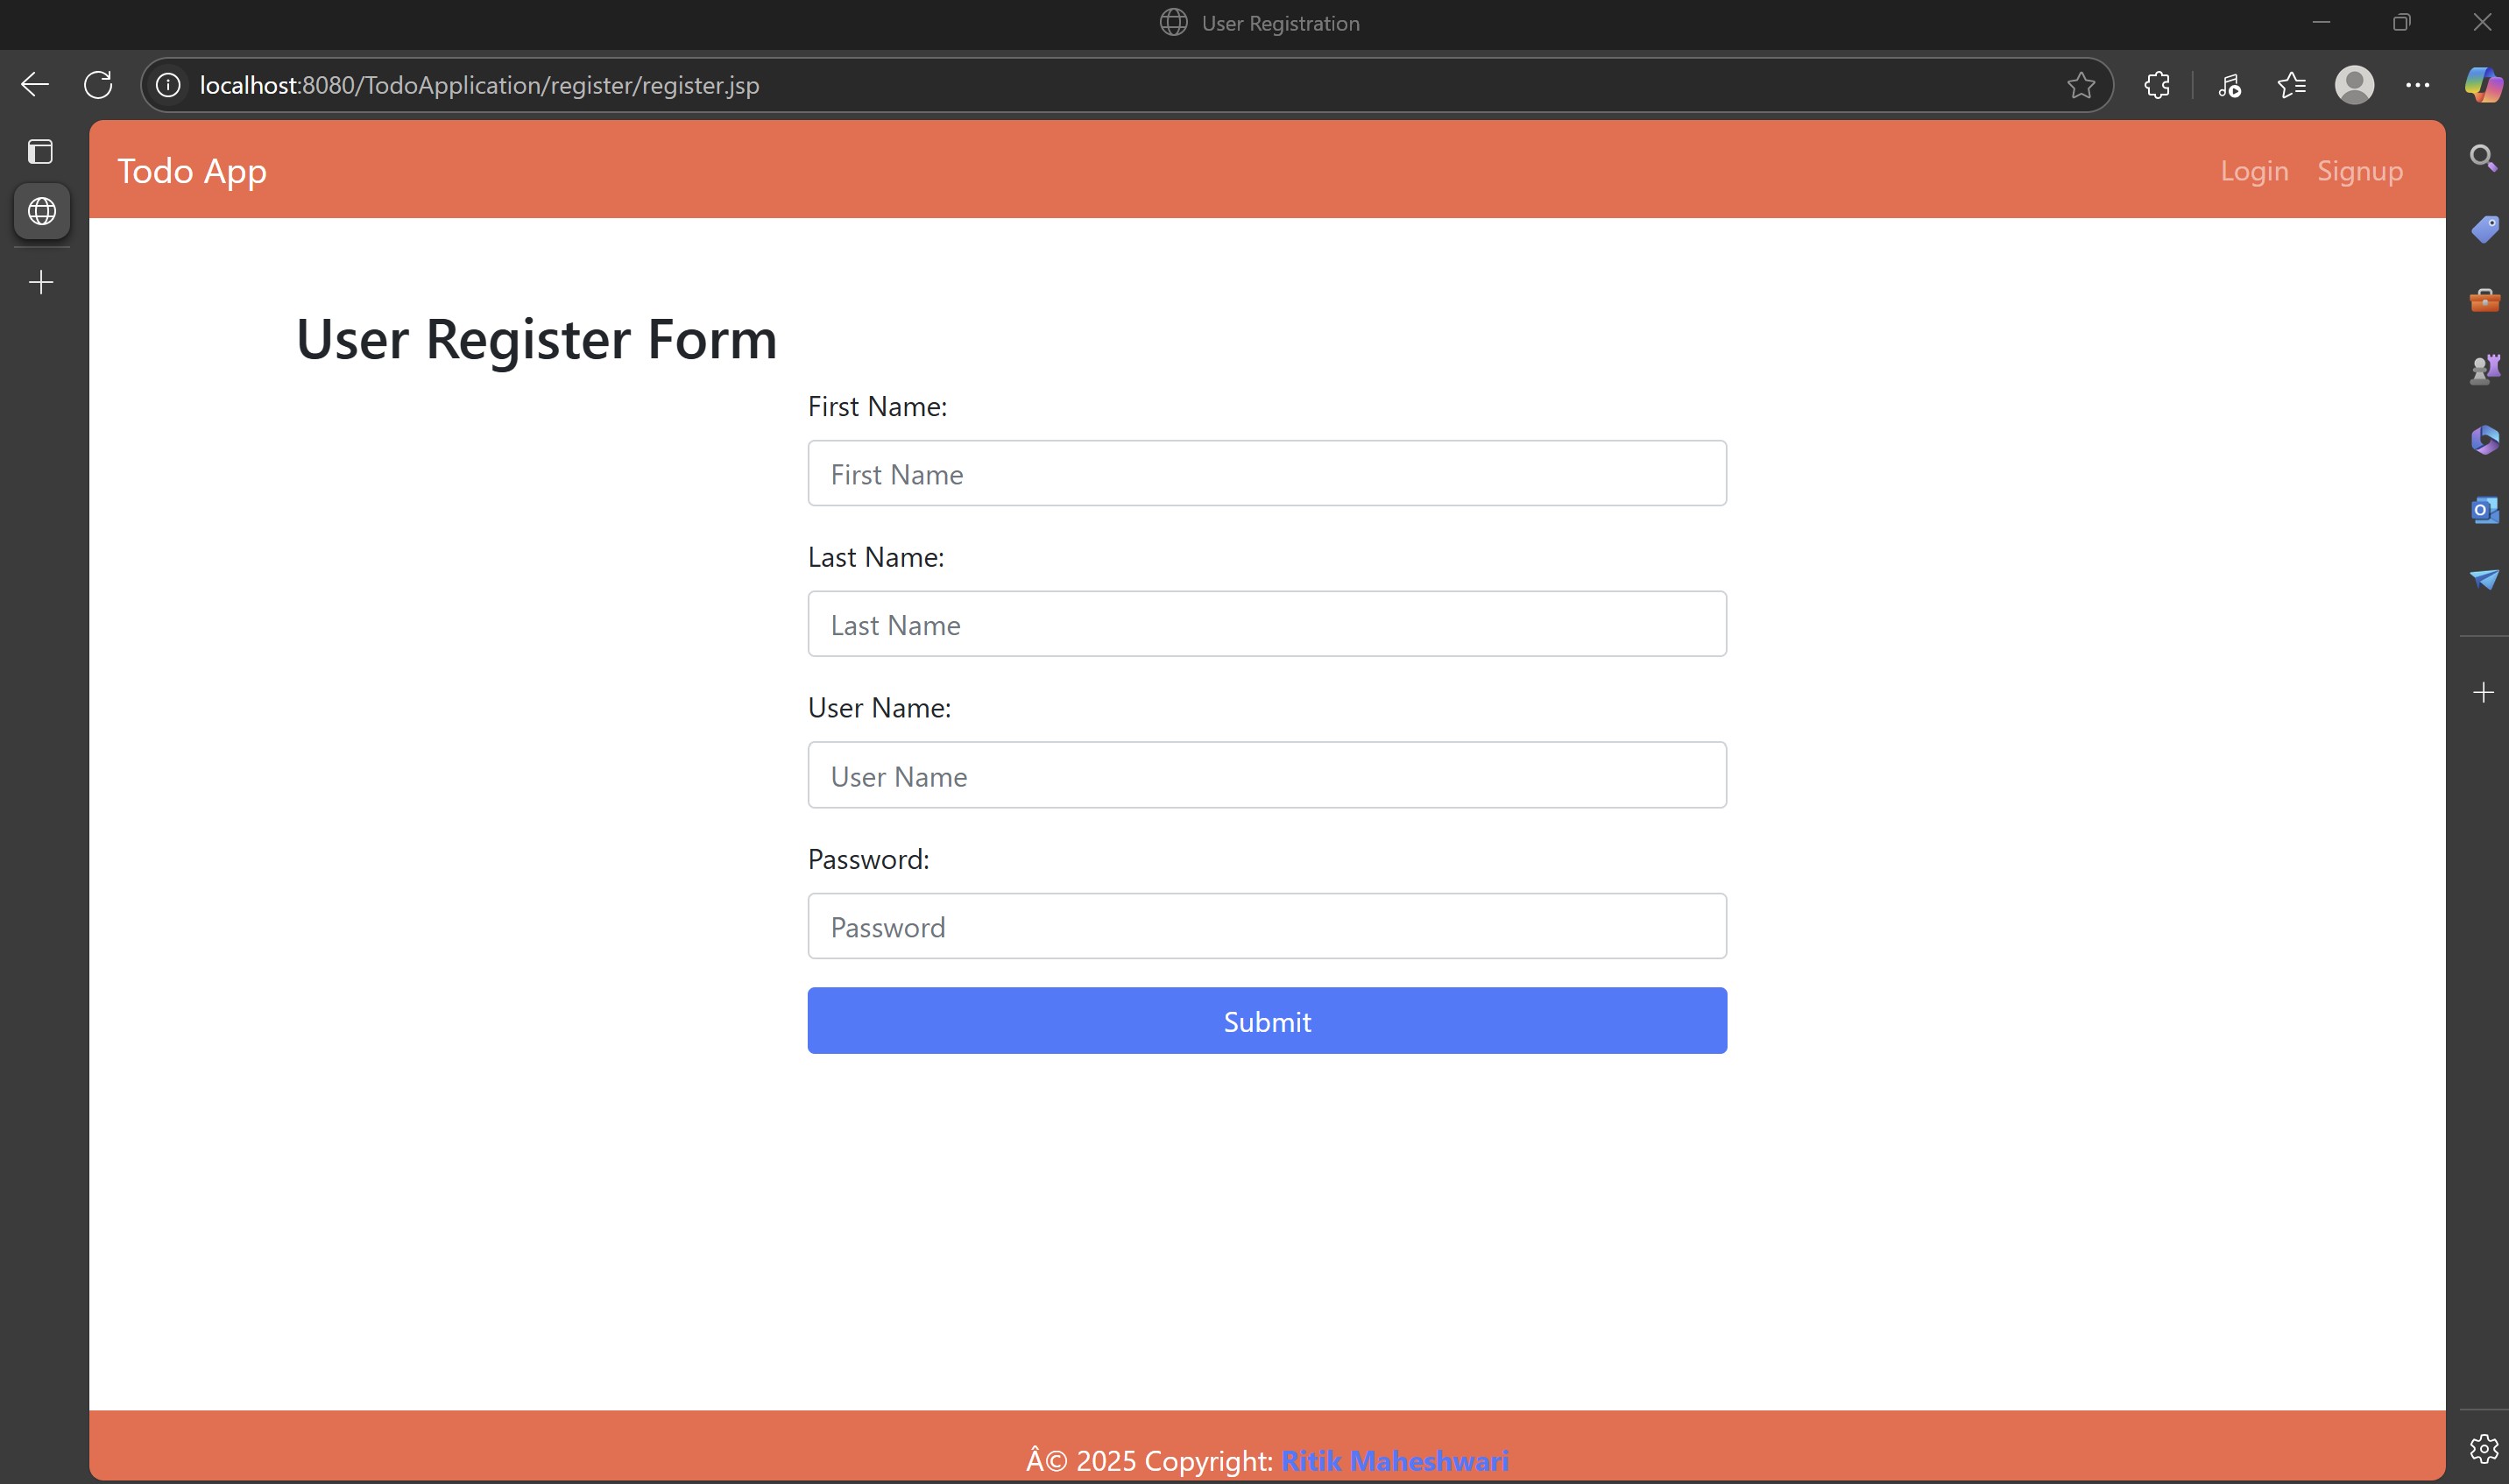 User Registration
localhost:8080/TodoApplication/register/register.jsp
Todo App
Login Signup
User Register Form
First Name:
First Name
Last Name:
Last Name
User Name:
User Name
Password:
Password
Submit
Â© 2025 Copyright: Ritik Maheshwari